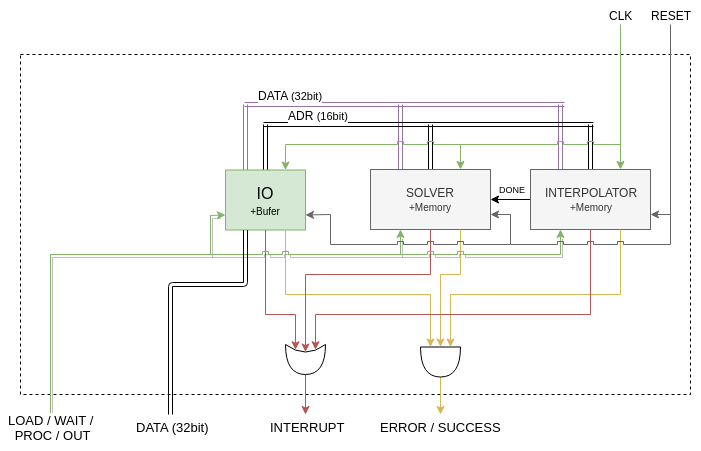 CLK RESET
DATA (32bit)
ADR (16bit)
IO
+Bufer
SOLVER
+Memory
DONE
INTERPOLATOR
+Memory
LOAD / WAIT /
PROC / OUT
DATA (32bit)
INTERRUPT
ERROR / SUCCESS